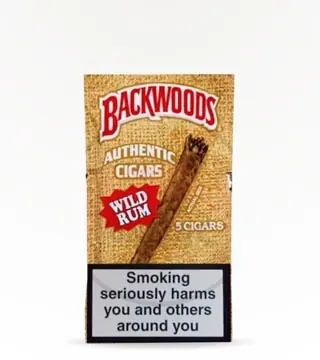 BACKWOODS
AUTHENTIC
CIGARS
WILD
RUM
5 CIGARS
Smoking
seriously harms
you and others
around you